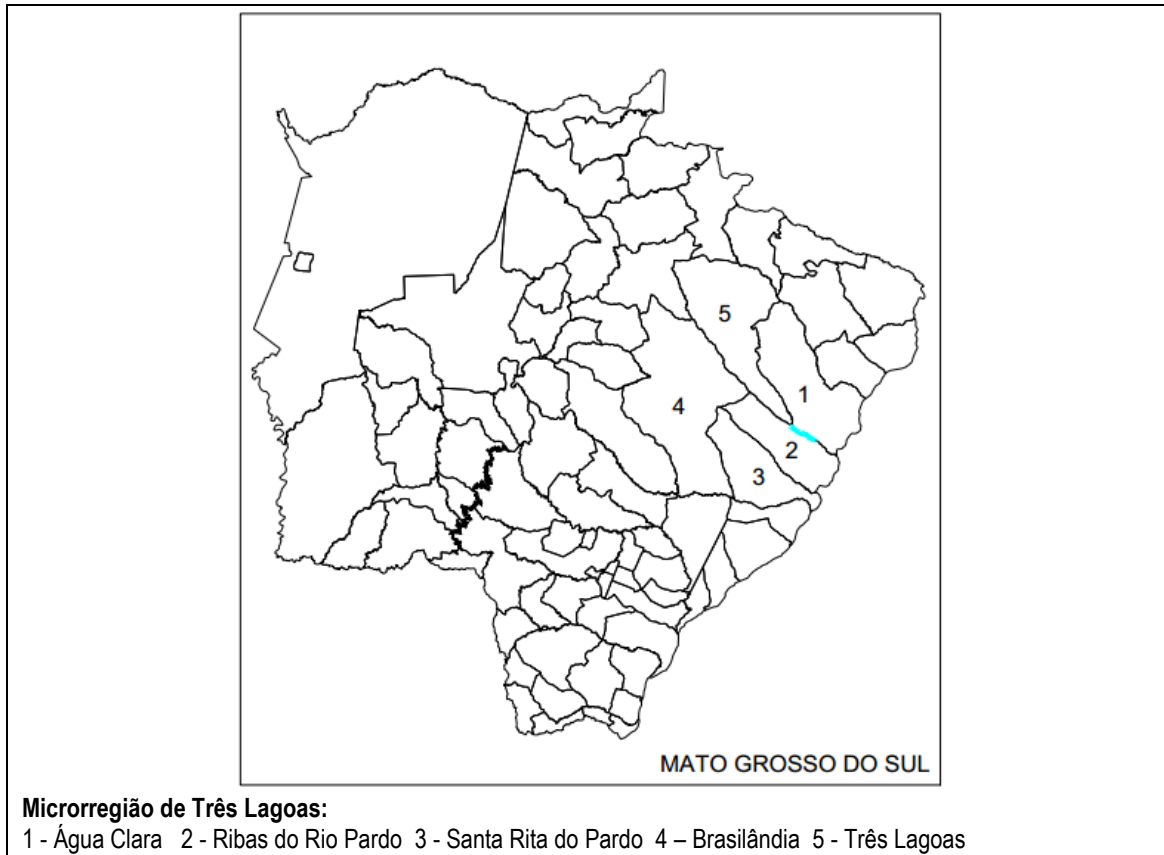 5
1
4
2
3
MATO GROSSO DO SUL
Microrregião de Três Lagoas:
1 - Água Clara 2 - Ribas do Rio Pardo 3 - Santa Rita do Pardo 4 – Brasilândia 5 - Três Lagoas